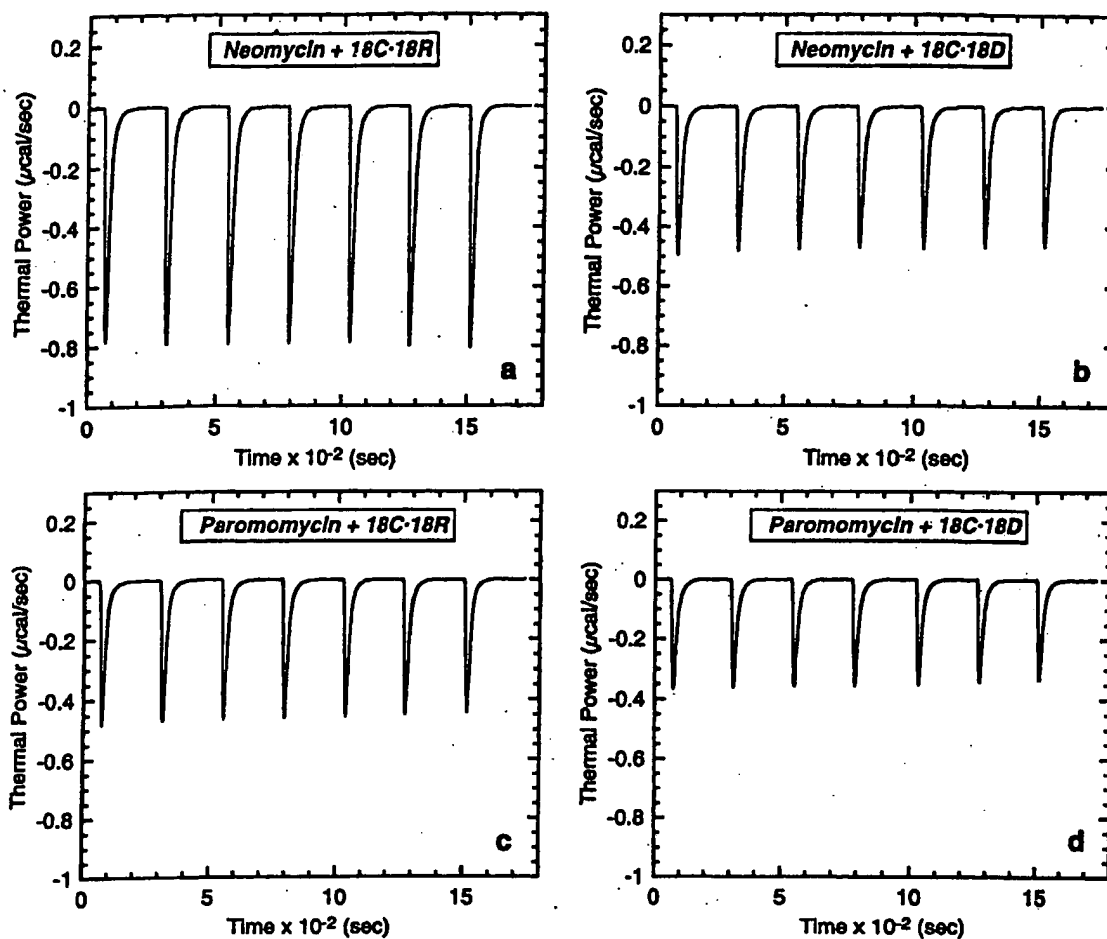 Neomycin + 18C·18R
Thermal Power (μcal/sec)
0.2
0
-0.2
-0.4
-0.6
-0.8
-1
a
0 5 10 15
Time x 10-2 (sec)
Neomycin + 18C·18D
Thermal Power (μcal/sec)
0.2
0
-0.2
-0.4
-0.6
-0.8
-1
b
0 5 10 15
Time x 10-2 (sec)
Paromomycin + 18C·18R
Thermal Power (μcal/sec)
0.2
0
-0.2
-0.4
-0.6
-0.8
-1
c
0 5 10 15
Time x 10-2 (sec)
Paromomycin + 18C·18D
Thermal Power (μcal/sec)
0.2
0
-0.2
-0.4
-0.6
-0.8
-1
d
0 5 10 15
Time x 10-2 (sec)